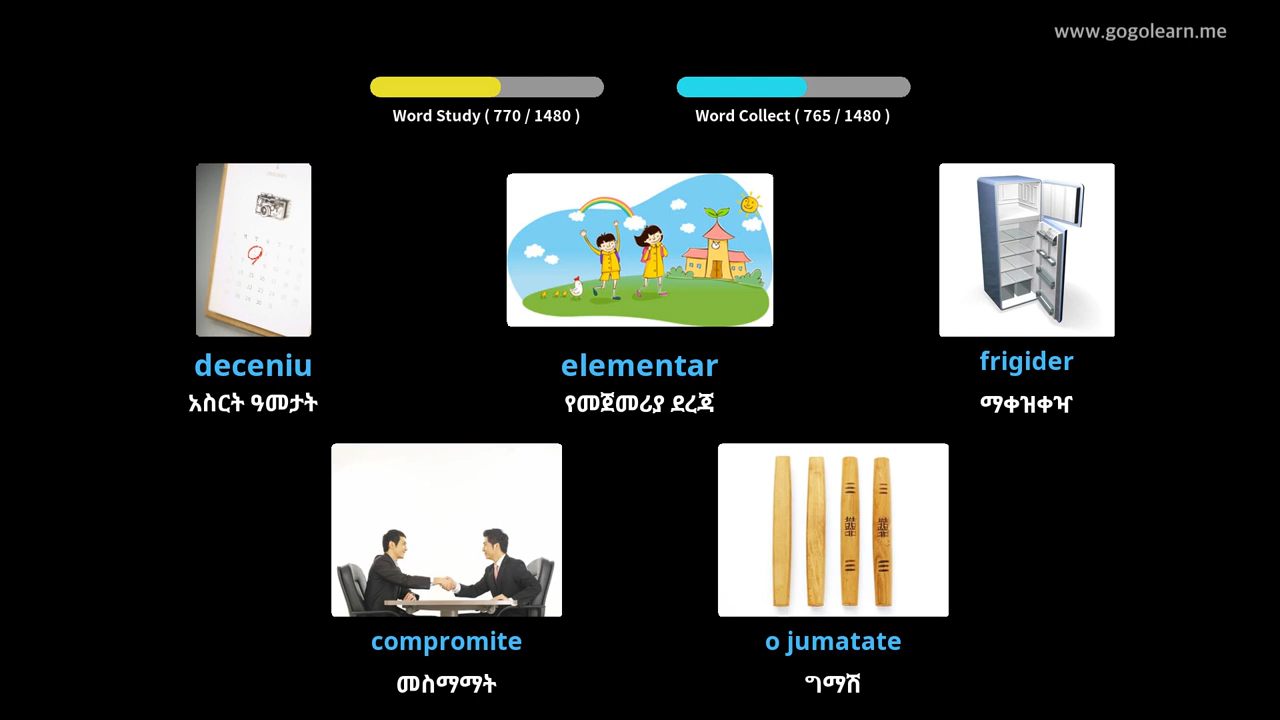 www.gogolearn.me
Word Study ( 770 / 1480 )
Word Collect ( 765 / 1480 )
deceniu
አስርት ዓመታት
elementar
የመጀመሪያ ደረጃ
frigider
ማቀዝቀዣ
compromite
መስማማት
o jumatate
ግማሽ